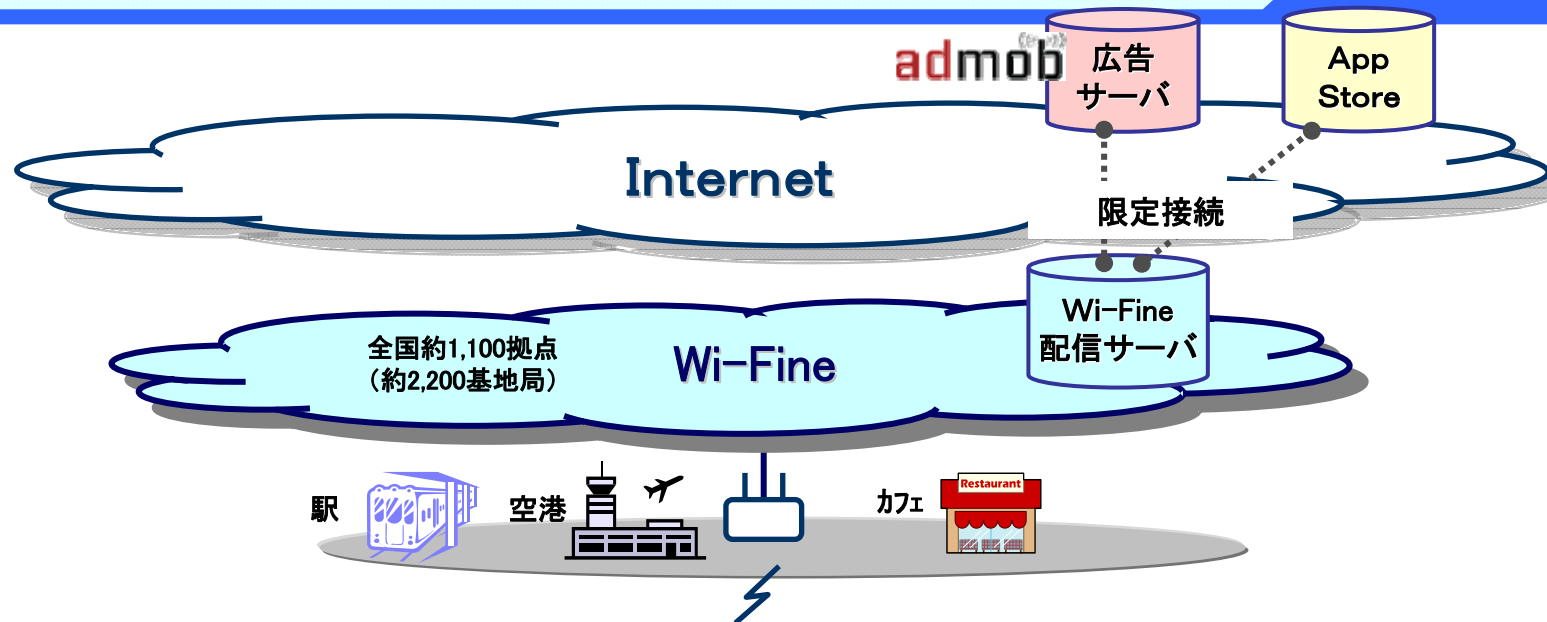 admob
広告
サーバ
App
Store
Internet
限定接続
Wi-Fine
配信サーバ
全国約1,100拠点
（約2,200基地局）
Wi-Fine
駅
空港
ｶﾌｪ
Restaurant